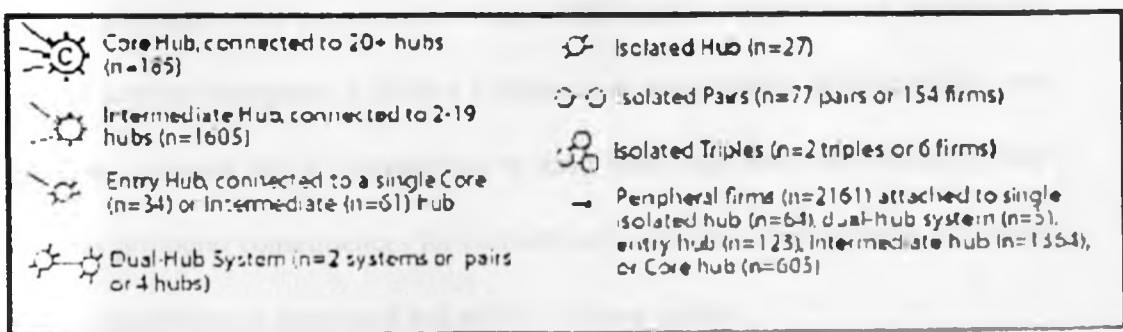 C
Core Hub, connected to 20+ hubs
(n=165)
Intermediate Hub, connected to 2-19
hubs (n=1605)
Entry Hub, connected to a single Core
(n=34) or Intermediate (n=61) hub
Dual-Hub System (n=2 systems or pairs
or 4 hubs)
Isolated Hub (n=27)
Isolated Pairs (n=77 pairs or 154 firms)
Isolated Triples (n=2 triples or 6 firms)
Peripheral firms (n=2161) attached to single
isolated hub (n=64), dual-hub system (n=5),
entry hub (n=123), Intermediate hub (n=1364),
or Core hub (n=605)